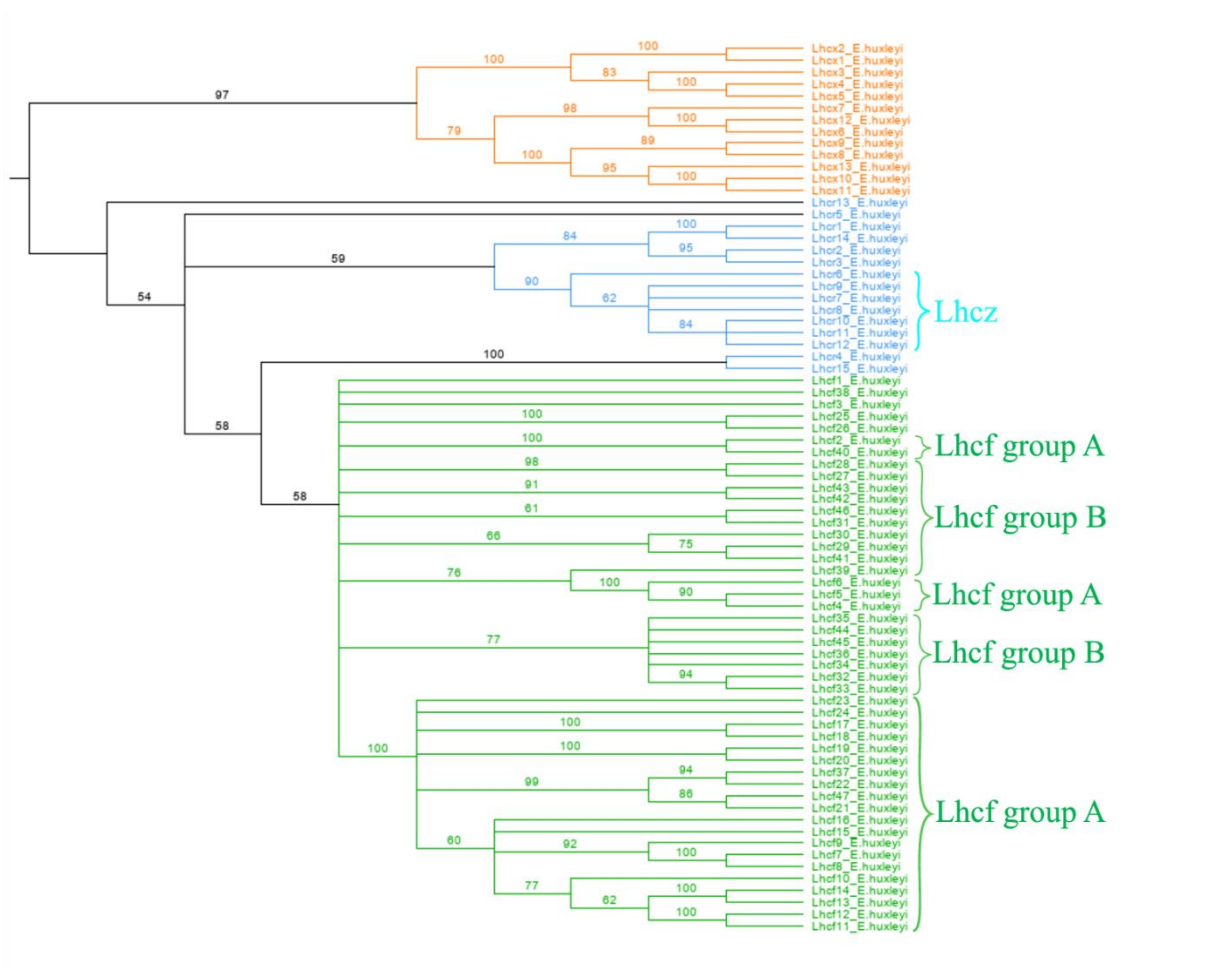 100
Lhcx2_E.huxleyi
Lhcx1_E.huxleyi
100
83
Lhcx3_E.huxleyi
100
Lhcx4_E.huxleyi
Lhcx5_E.huxleyi
97
98
Lhcx7_E.huxleyi
100
Lhcx12_E.huxleyi
Lhcx6_E.huxleyi
79
89
Lhcx9_E.huxleyi
Lhcx8_E.huxleyi
100
95
Lhcx13_E.huxleyi
100
Lhcx10_E.huxleyi
Lhcx11_E.huxleyi
Lhcr13_E.huxleyi
Lhcr5_E.huxleyi
100
Lhcr1_E.huxleyi
Lhcr14_E.huxleyi
84
95
Lhcr2_E.huxleyi
Lhcr3_E.huxleyi
59
90
Lhcr6_E.huxleyi
62
Lhcr9_E.huxleyi
Lhcr7_E.huxleyi
Lhcr8_E.huxleyi
Lhcz
84
Lhcr10_E.huxleyi
Lhcr11_E.huxleyi
Lhcr12_E.huxleyi
54
100
Lhcr4_E.huxleyi
Lhcr15_E.huxleyi
58
Lhcf1_E.huxleyi
Lhcf38_E.huxleyi
Lhcf3_E.huxleyi
100
Lhcf25_E.huxleyi
Lhcf26_E.huxleyi
100
Lhcf2_E.huxleyi
Lhcf40_E.huxleyi
Lhcf group A
98
Lhcf28_E.huxleyi
Lhcf27_E.huxleyi
91
Lhcf43_E.huxleyi
Lhcf42_E.huxleyi
58
61
Lhcf46_E.huxleyi
Lhcf31_E.huxleyi
Lhcf group B
66
Lhcf30_E.huxleyi
75
Lhcf29_E.huxleyi
Lhcf41_E.huxleyi
76
Lhcf39_E.huxleyi
100
Lhcf6_E.huxleyi
90
Lhcf5_E.huxleyi
Lhcf4_E.huxleyi
Lhcf group A
77
Lhcf35_E.huxleyi
Lhcf44_E.huxleyi
Lhcf45_E.huxleyi
Lhcf36_E.huxleyi
Lhcf34_E.huxleyi
Lhcf group B
94
Lhcf32_E.huxleyi
Lhcf33_E.huxleyi
100
Lhcf23_E.huxleyi
Lhcf24_E.huxleyi
100
Lhcf17_E.huxleyi
Lhcf18_E.huxleyi
100
Lhcf19_E.huxleyi
Lhcf20_E.huxleyi
99
94
Lhcf37_E.huxleyi
Lhcf22_E.huxleyi
86
Lhcf47_E.huxleyi
Lhcf21_E.huxleyi
Lhcf group A
60
Lhcf16_E.huxleyi
Lhcf15_E.huxleyi
92
Lhcf9_E.huxleyi
100
Lhcf7_E.huxleyi
Lhcf8_E.huxleyi
77
Lhcf10_E.huxleyi
62
100
Lhcf14_E.huxleyi
Lhcf13_E.huxleyi
100
Lhcf12_E.huxleyi
Lhcf11_E.huxleyi